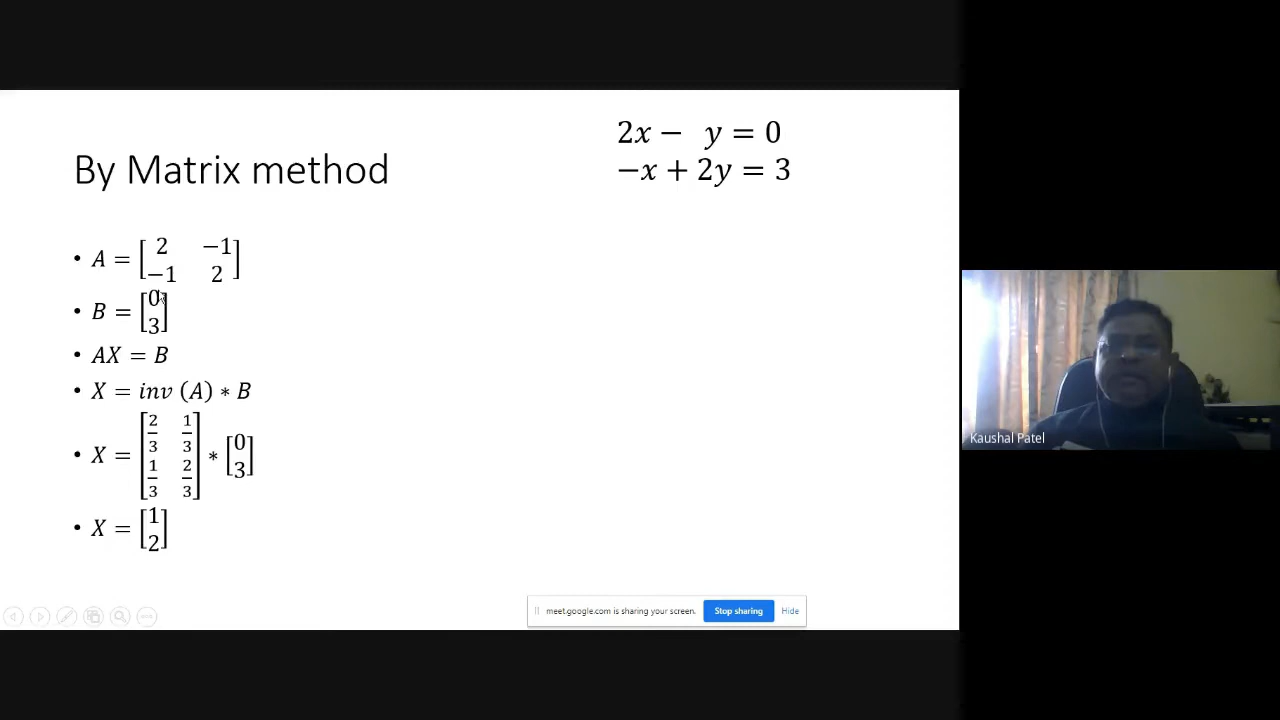 2x − y = 0
−x + 2y = 3
By Matrix method
• A = [2 −1
−1 2]
• B = [0
3]
• AX = B
• X = inv (A) * B
• X = [2/3 1/3
1/3 2/3] * [0
3]
• X = [1
2]
Kaushal Patel
meet.google.com is sharing your screen. Stop sharing Hide